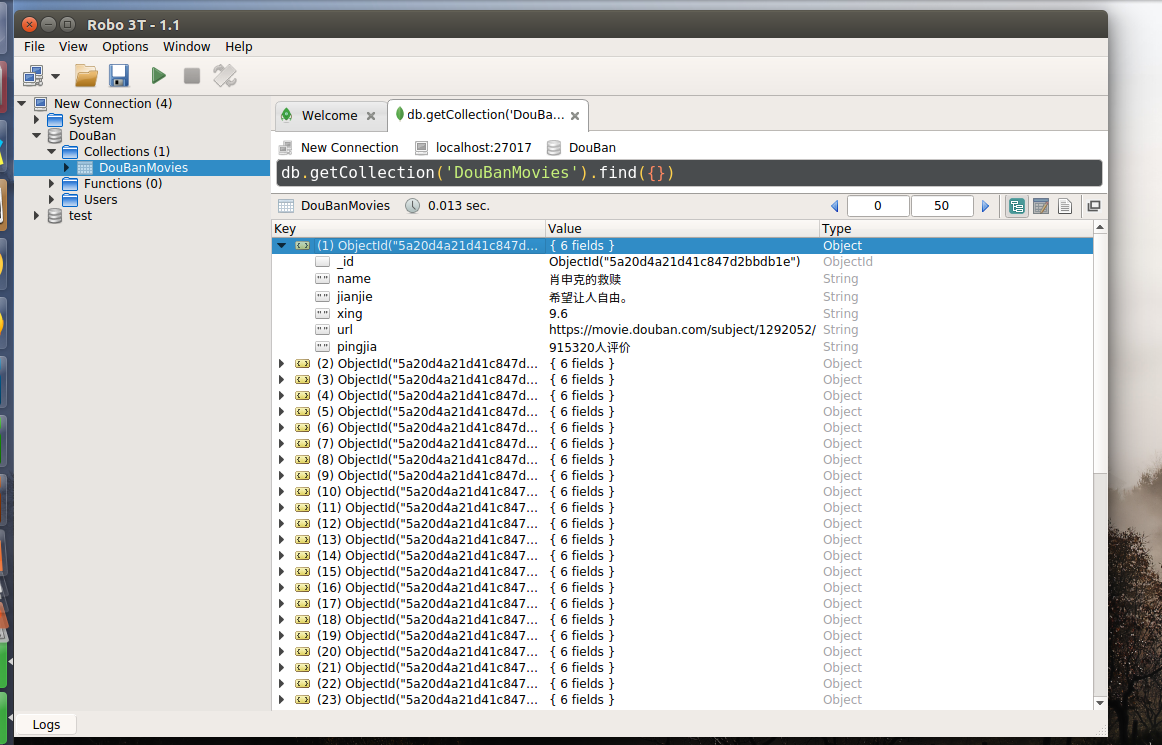 Robo 3T - 1.1
File View Options Window Help
New Connection (4)
System
DouBan
Collections (1)
DouBanMovies
Functions (0)
Users
test
Welcome
db.getCollection('DouBa...
New Connection localhost:27017 DouBan
db.getCollection('DouBanMovies').find({})
DouBanMovies 0.013 sec. 0 50
Key Value Type
(1) ObjectId("5a20d4a21d41c847d... { 6 fields } Object
_id ObjectId("5a20d4a21d41c847d2bbdb1e") ObjectId
name 肖申克的救赎 String
jianjie 希望让人自由。 String
xing 9.6 String
url https://movie.douban.com/subject/1292052/ String
pingjia 915320人评价 String
(2) ObjectId("5a20d4a21d41c847d... { 6 fields } Object
(3) ObjectId("5a20d4a21d41c847d... { 6 fields } Object
(4) ObjectId("5a20d4a21d41c847d... { 6 fields } Object
(5) ObjectId("5a20d4a21d41c847d... { 6 fields } Object
(6) ObjectId("5a20d4a21d41c847d... { 6 fields } Object
(7) ObjectId("5a20d4a21d41c847d... { 6 fields } Object
(8) ObjectId("5a20d4a21d41c847d... { 6 fields } Object
(9) ObjectId("5a20d4a21d41c847d... { 6 fields } Object
(10) ObjectId("5a20d4a21d41c847... { 6 fields } Object
(11) ObjectId("5a20d4a21d41c847... { 6 fields } Object
(12) ObjectId("5a20d4a21d41c847... { 6 fields } Object
(13) ObjectId("5a20d4a21d41c847... { 6 fields } Object
(14) ObjectId("5a20d4a21d41c847... { 6 fields } Object
(15) ObjectId("5a20d4a21d41c847... { 6 fields } Object
(16) ObjectId("5a20d4a21d41c847... { 6 fields } Object
(17) ObjectId("5a20d4a21d41c847... { 6 fields } Object
(18) ObjectId("5a20d4a21d41c847... { 6 fields } Object
(19) ObjectId("5a20d4a21d41c847... { 6 fields } Object
(20) ObjectId("5a20d4a21d41c847... { 6 fields } Object
(21) ObjectId("5a20d4a21d41c847... { 6 fields } Object
(22) ObjectId("5a20d4a21d41c847... { 6 fields } Object
(23) ObjectId("5a20d4a21d41c847... { 6 fields } Object
Logs